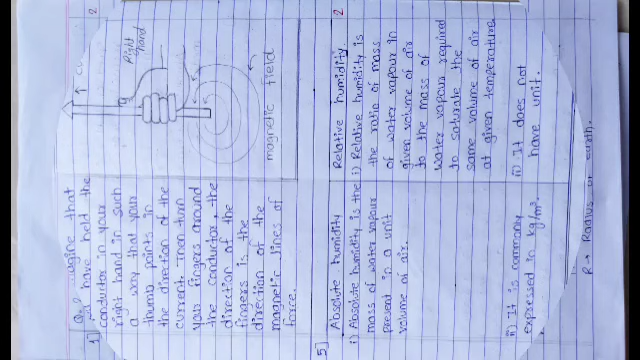 2
Q.2
1] imagine that
you have held the
conductor in your
right hand in such
a way that your
thumb points in
the direction of the
current then turn
your fingers around
the conductor, the
direction of the
fingers is the
direction of the
magnetic lines of
force.
Right
hand
magnetic field
5]
Absolute humidity
i) Absolute humidity is the
mass of water vapour
present in a unit
volume of air.
ii) It is commonly
expressed in kg/m³.
Relative humidity
i) Relative humidity is
the ratio of mass
of water vapour in
given volume of air
to the mass of
water vapour required
to saturate the
same volume of air
at given temperature.
ii) It does not
have unit.
2
R → Radius of earth.